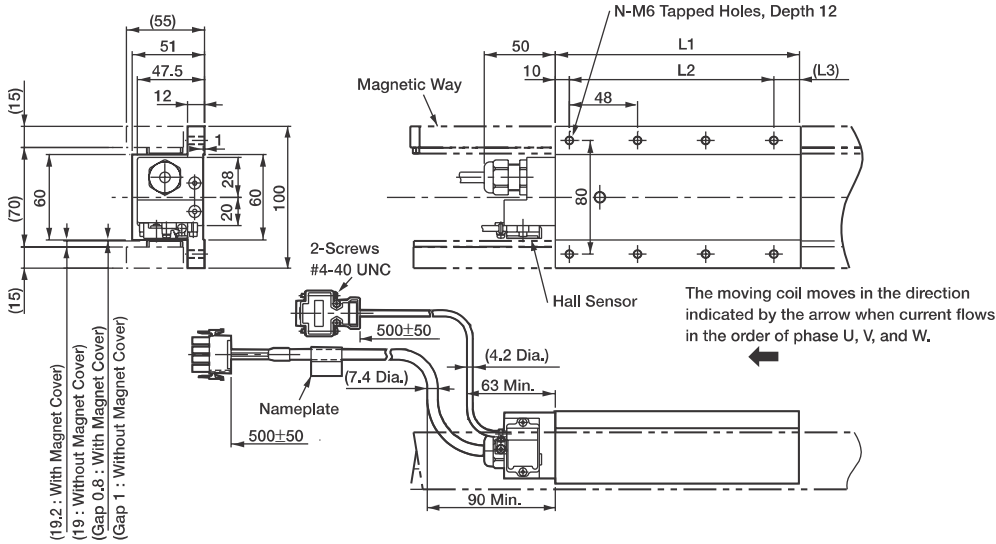 (55)
51
47.5
12
1
(15)
60
(70)
(15)
28
20
60
100
N-M6 Tapped Holes, Depth 12
50
L1
10
L2
(L3)
48
Magnetic Way
80
Hall Sensor
2-Screws
#4-40 UNC
500±50
(4.2 Dia.)
(7.4 Dia.)
63 Min.
Nameplate
500±50
90 Min.
The moving coil moves in the direction
indicated by the arrow when current flows
in the order of phase U, V, and W.
(19.2 : With Magnet Cover)
(19 : Without Magnet Cover)
(Gap 0.8 : With Magnet Cover)
(Gap 1 : Without Magnet Cover)